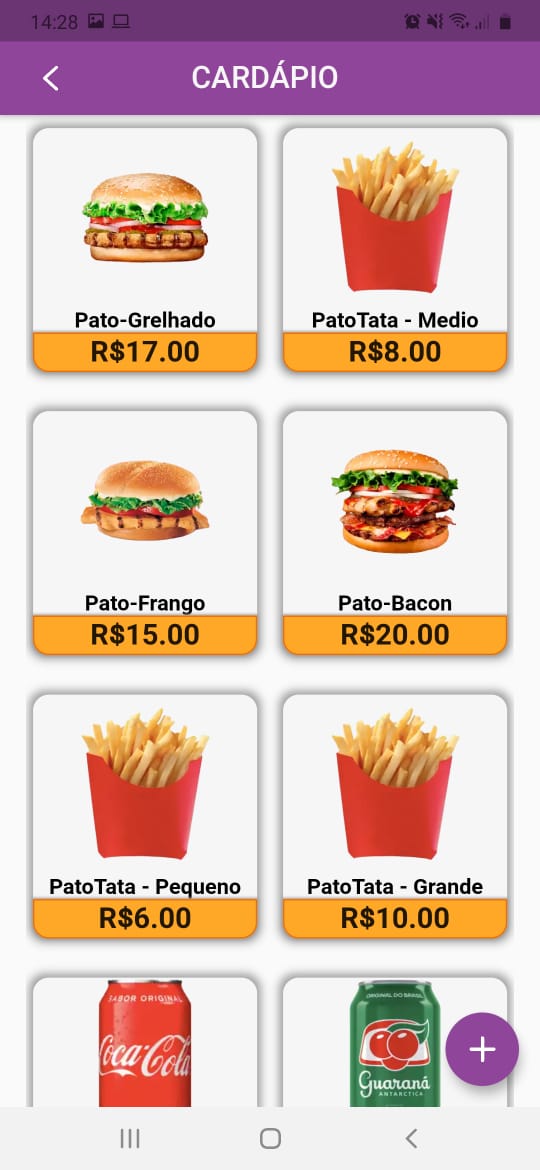 14:28
CARDÁPIO
Pato-Grelhado
R$17.00
PatoTata - Medio
R$8.00
Pato-Frango
R$15.00
Pato-Bacon
R$20.00
PatoTata - Pequeno
R$6.00
PatoTata - Grande
R$10.00
SABOR ORIGINAL
Coca-Cola
ORIGINAL DO BRASIL
Guaraná
ANTARCTICA